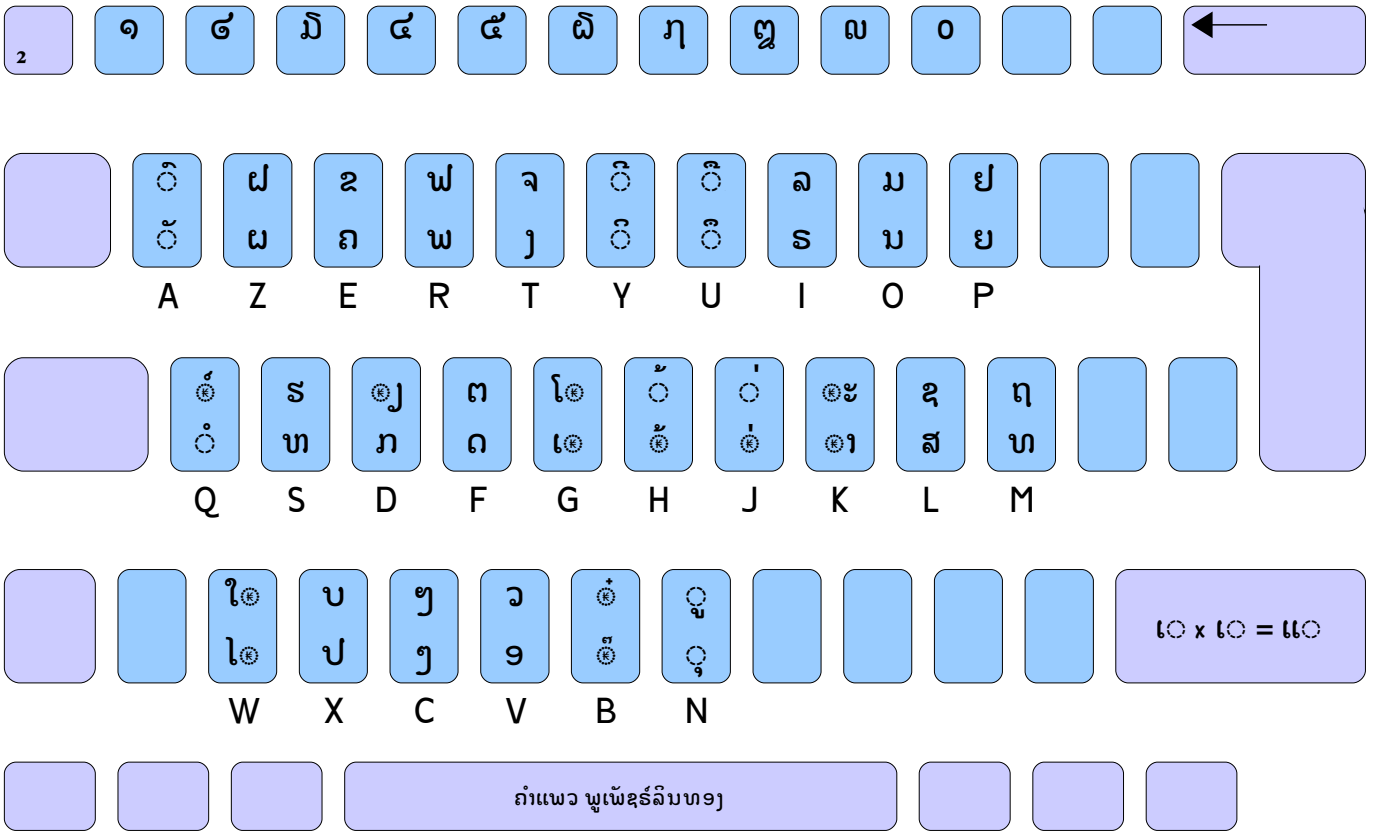 ₂ ໑ ໒ ໓ ໔ ໕ ໖ ໗ ໘ ໙ ໐
◌ົ ຝ ຂ ຟ ຈ ◌ີ ◌ື ລ ມ ຢ
◌ັ ຜ ຄ ພ ງ ◌ິ ◌ຶ ຣ ນ ຍ
A Z E R T Y U I O P
◌໌ ຮ ◌ຽ ຕ ໂ◌ ◌້ ◌່ ◌ະ ຊ ຖ
◌ໍ ຫ ກ ດ ເ◌ ◌້ ◌່ ◌າ ສ ທ
Q S D F G H J K L M
ໃ◌ ບ ຯ ວ ◌໋ ◌ູ
ໄ◌ ປ ໆ ອ ◌໊ ◌ຸ
ເ◌ x ເ◌ = ແ◌
W X C V B N
ຄຳແພວ ພູເພັຊຣ໌ລິນທອງ